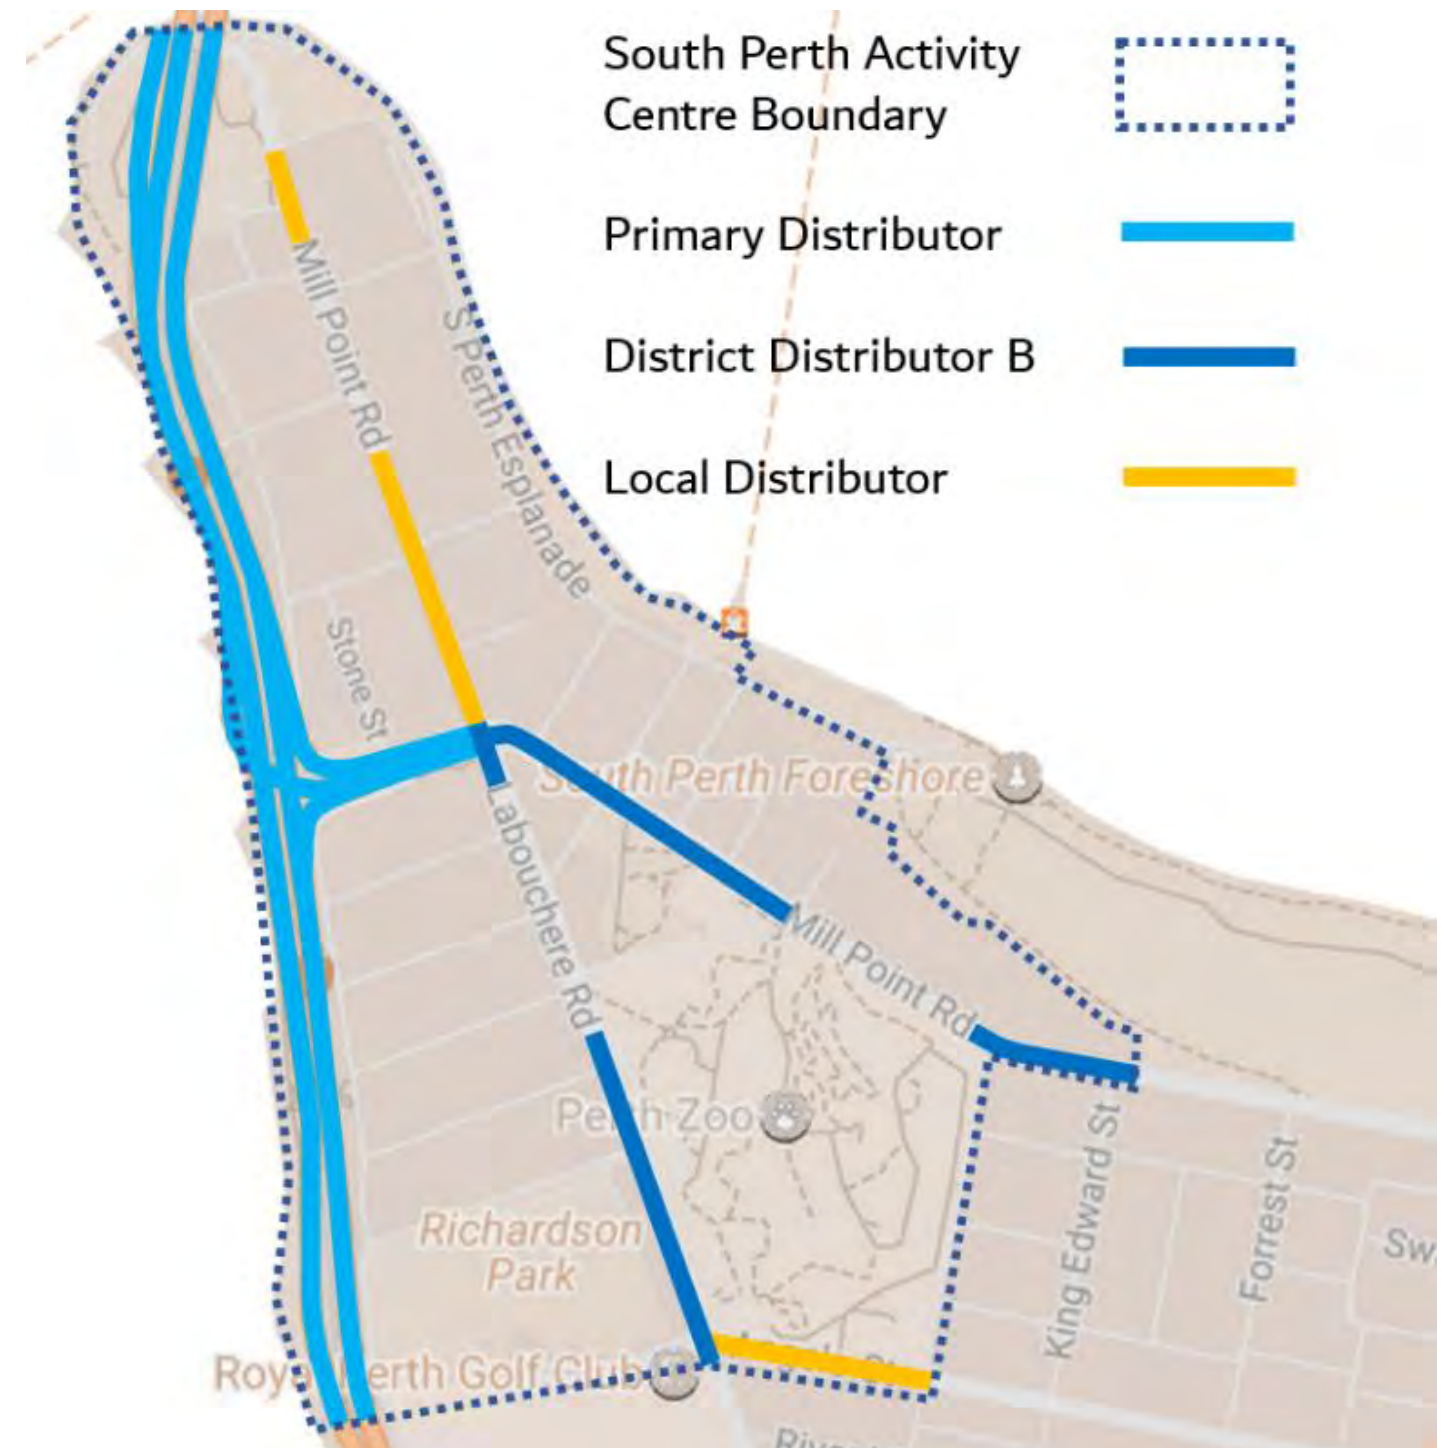 South Perth Activity
Centre Boundary
Primary Distributor
District Distributor B
Local Distributor
Mill Point Rd
S Perth Esplanade
Stone St
South Perth Foreshore
Labouchere Rd
Mill Point Rd
Perth Zoo
King Edward St
Forrest St
Richardson
Park
Sw
Royal Perth Golf Club